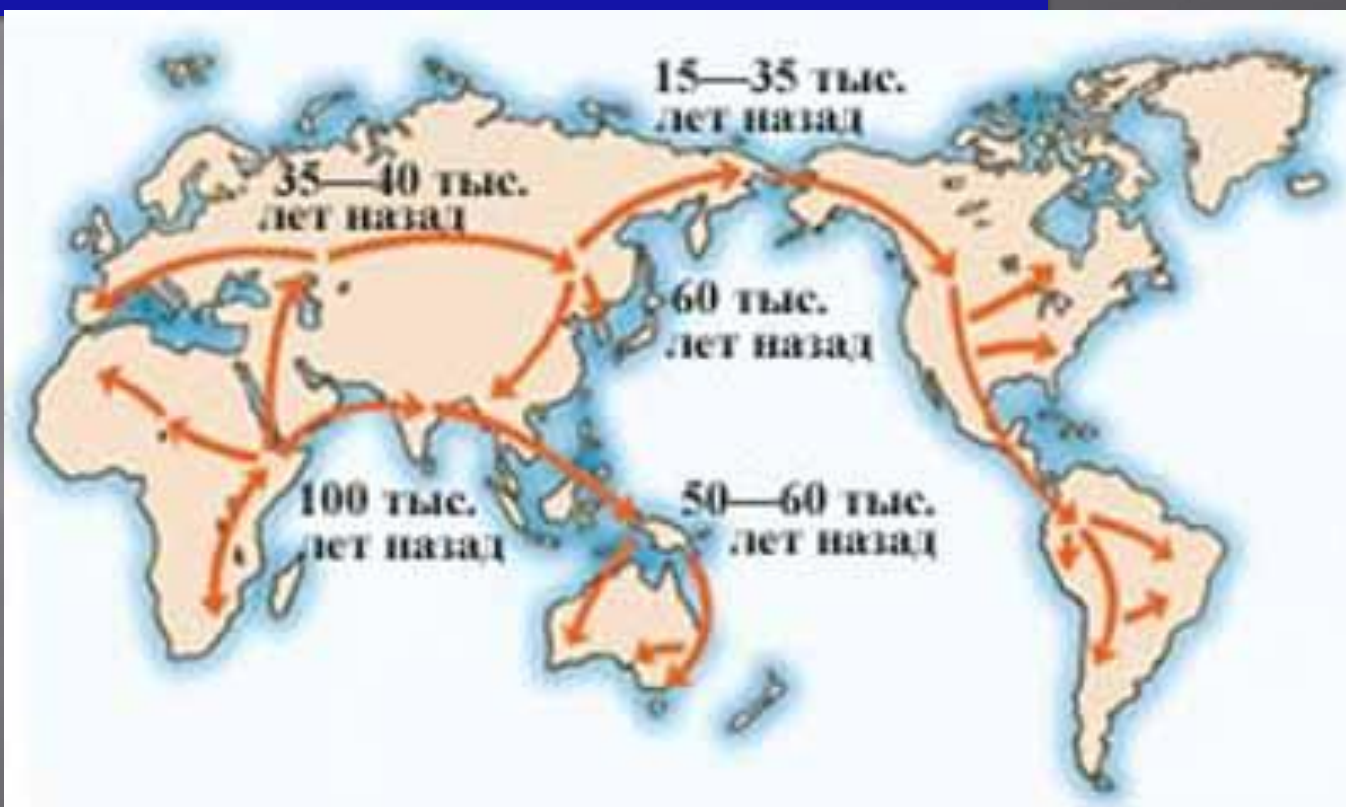 15—35 тыс.
лет назад
35—40 тыс.
лет назад
60 тыс.
лет назад
100 тыс.
лет назад
50—60 тыс.
лет назад